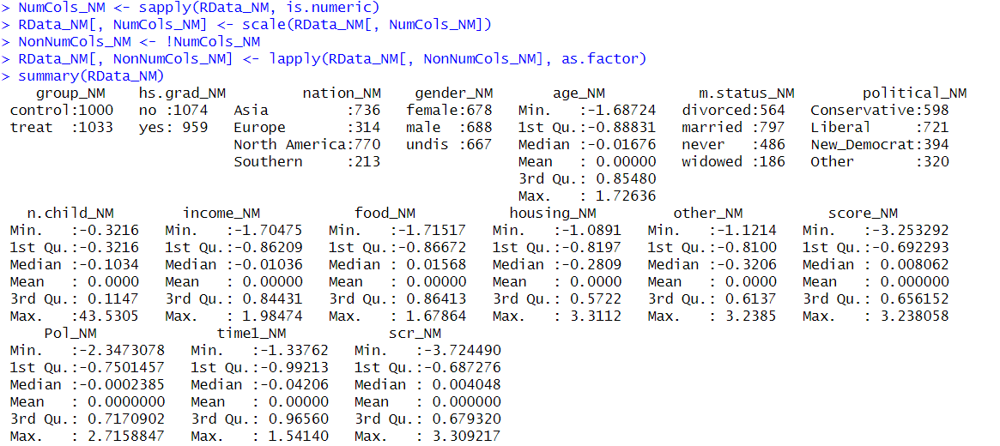 > NumCols_NM <- sapply(RData_NM, is.numeric)
> RData_NM[, NumCols_NM] <- scale(RData_NM[, NumCols_NM])
> NonNumCols_NM <- !NumCols_NM
> RData_NM[, NonNumCols_NM] <- lapply(RData_NM[, NonNumCols_NM], as.factor)
> summary(RData_NM)
group_NM hs.grad_NM nation_NM gender_NM age_NM m.status_NM political_NM
control:1000 no :1074 Asia :736 female:678 Min. :-1.68724 divorced:564 Conservative:598
treat :1033 yes: 959 Europe :314 male :688 1st Qu.:-0.88831 married :797 Liberal :721
North America:770 undis :667 Median :-0.01676 never :486 New_Democrat:394
Southern :213 Mean : 0.00000 widowed :186 Other :320
3rd Qu.: 0.85480
Max. : 1.72636
n.child_NM income_NM food_NM housing_NM other_NM score_NM
Min. :-0.3216 Min. :-1.70475 Min. :-1.71517 Min. :-1.0891 Min. :-1.1214 Min. :-3.253292
1st Qu.:-0.3216 1st Qu.:-0.86209 1st Qu.:-0.86672 1st Qu.:-0.8197 1st Qu.:-0.8100 1st Qu.:-0.692293
Median :-0.1034 Median :-0.01036 Median : 0.01568 Median :-0.2809 Median :-0.3206 Median : 0.008062
Mean : 0.0000 Mean : 0.00000 Mean : 0.00000 Mean : 0.0000 Mean : 0.0000 Mean : 0.000000
3rd Qu.: 0.1147 3rd Qu.: 0.84431 3rd Qu.: 0.86413 3rd Qu.: 0.5722 3rd Qu.: 0.6137 3rd Qu.: 0.656152
Max. :43.5305 Max. : 1.98474 Max. : 1.67864 Max. : 3.3112 Max. : 3.2385 Max. : 3.238058
Pol_NM time1_NM scr_NM
Min. :-2.3473078 Min. :-1.33762 Min. :-3.724490
1st Qu.:-0.7501457 1st Qu.:-0.99213 1st Qu.:-0.687276
Median :-0.0002385 Median :-0.04206 Median : 0.004048
Mean : 0.0000000 Mean : 0.00000 Mean : 0.000000
3rd Qu.: 0.7170902 3rd Qu.: 0.96560 3rd Qu.: 0.679320
Max. : 2.7158847 Max. : 1.54140 Max. : 3.309217